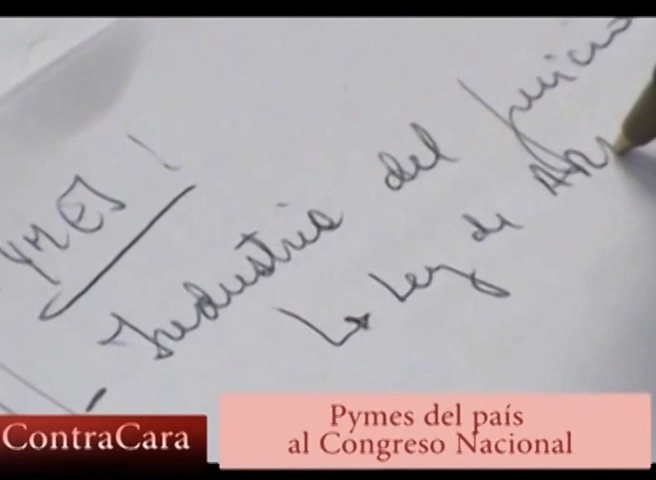 YMES
- Industria del juicio
Ley de AR
ContraCara
Pymes del país
al Congreso Nacional